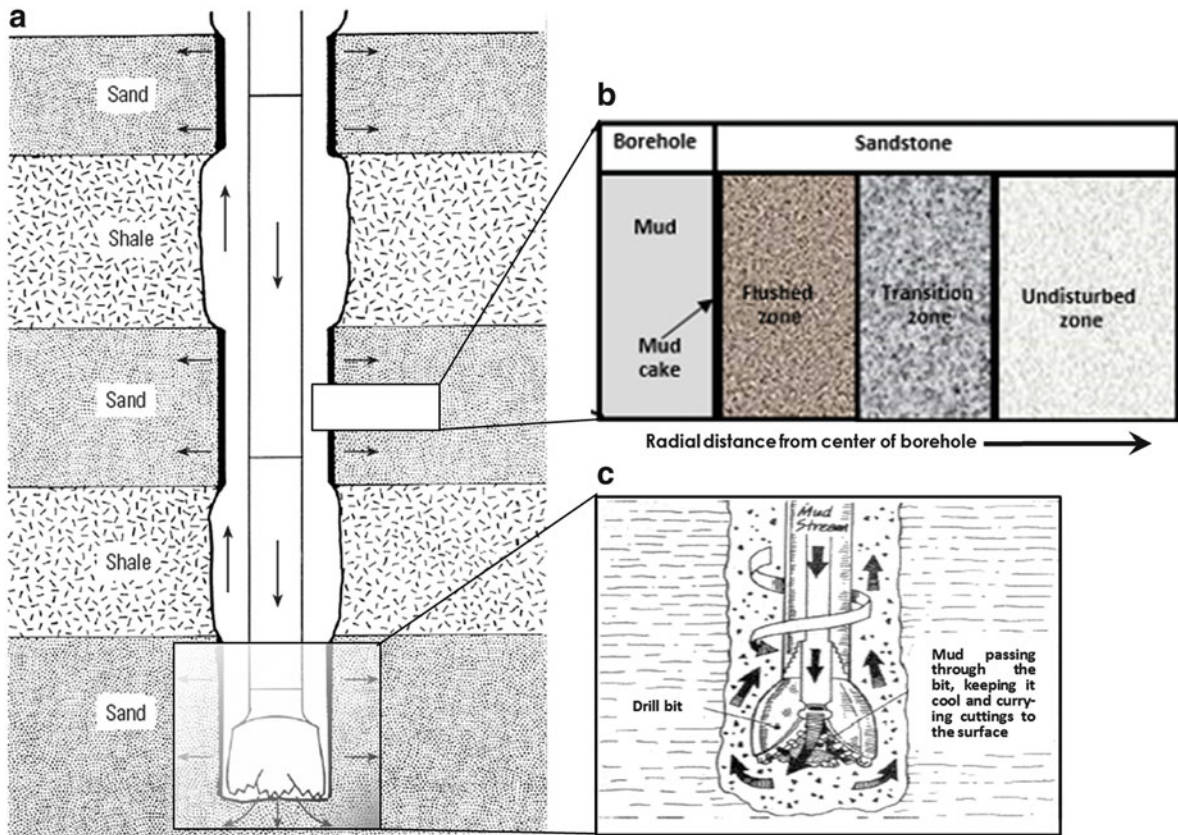 a
Sand
Shale
Sand
Shale
Sand
b
Borehole
Sandstone
Mud
Mud
cake
Flushed
zone
Transition
zone
Undisturbed
zone
Radial distance from center of borehole
c
Mud
Stream
Drill bit
Mud passing
through the
bit, keeping it
cool and curry-
ing cuttings to
the surface